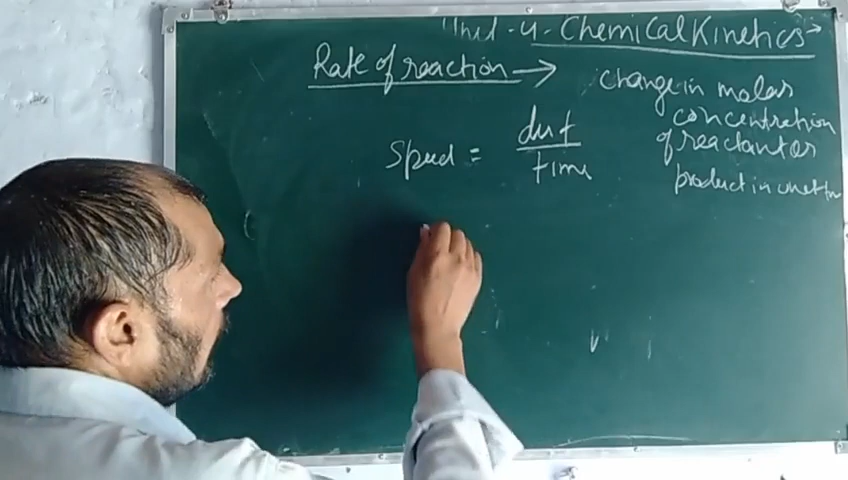 Unit-4-Chemical Kinetics→
Rate of reaction →
change in molar
concentration
of reactant or
product in unit tim
Speed = dist
time